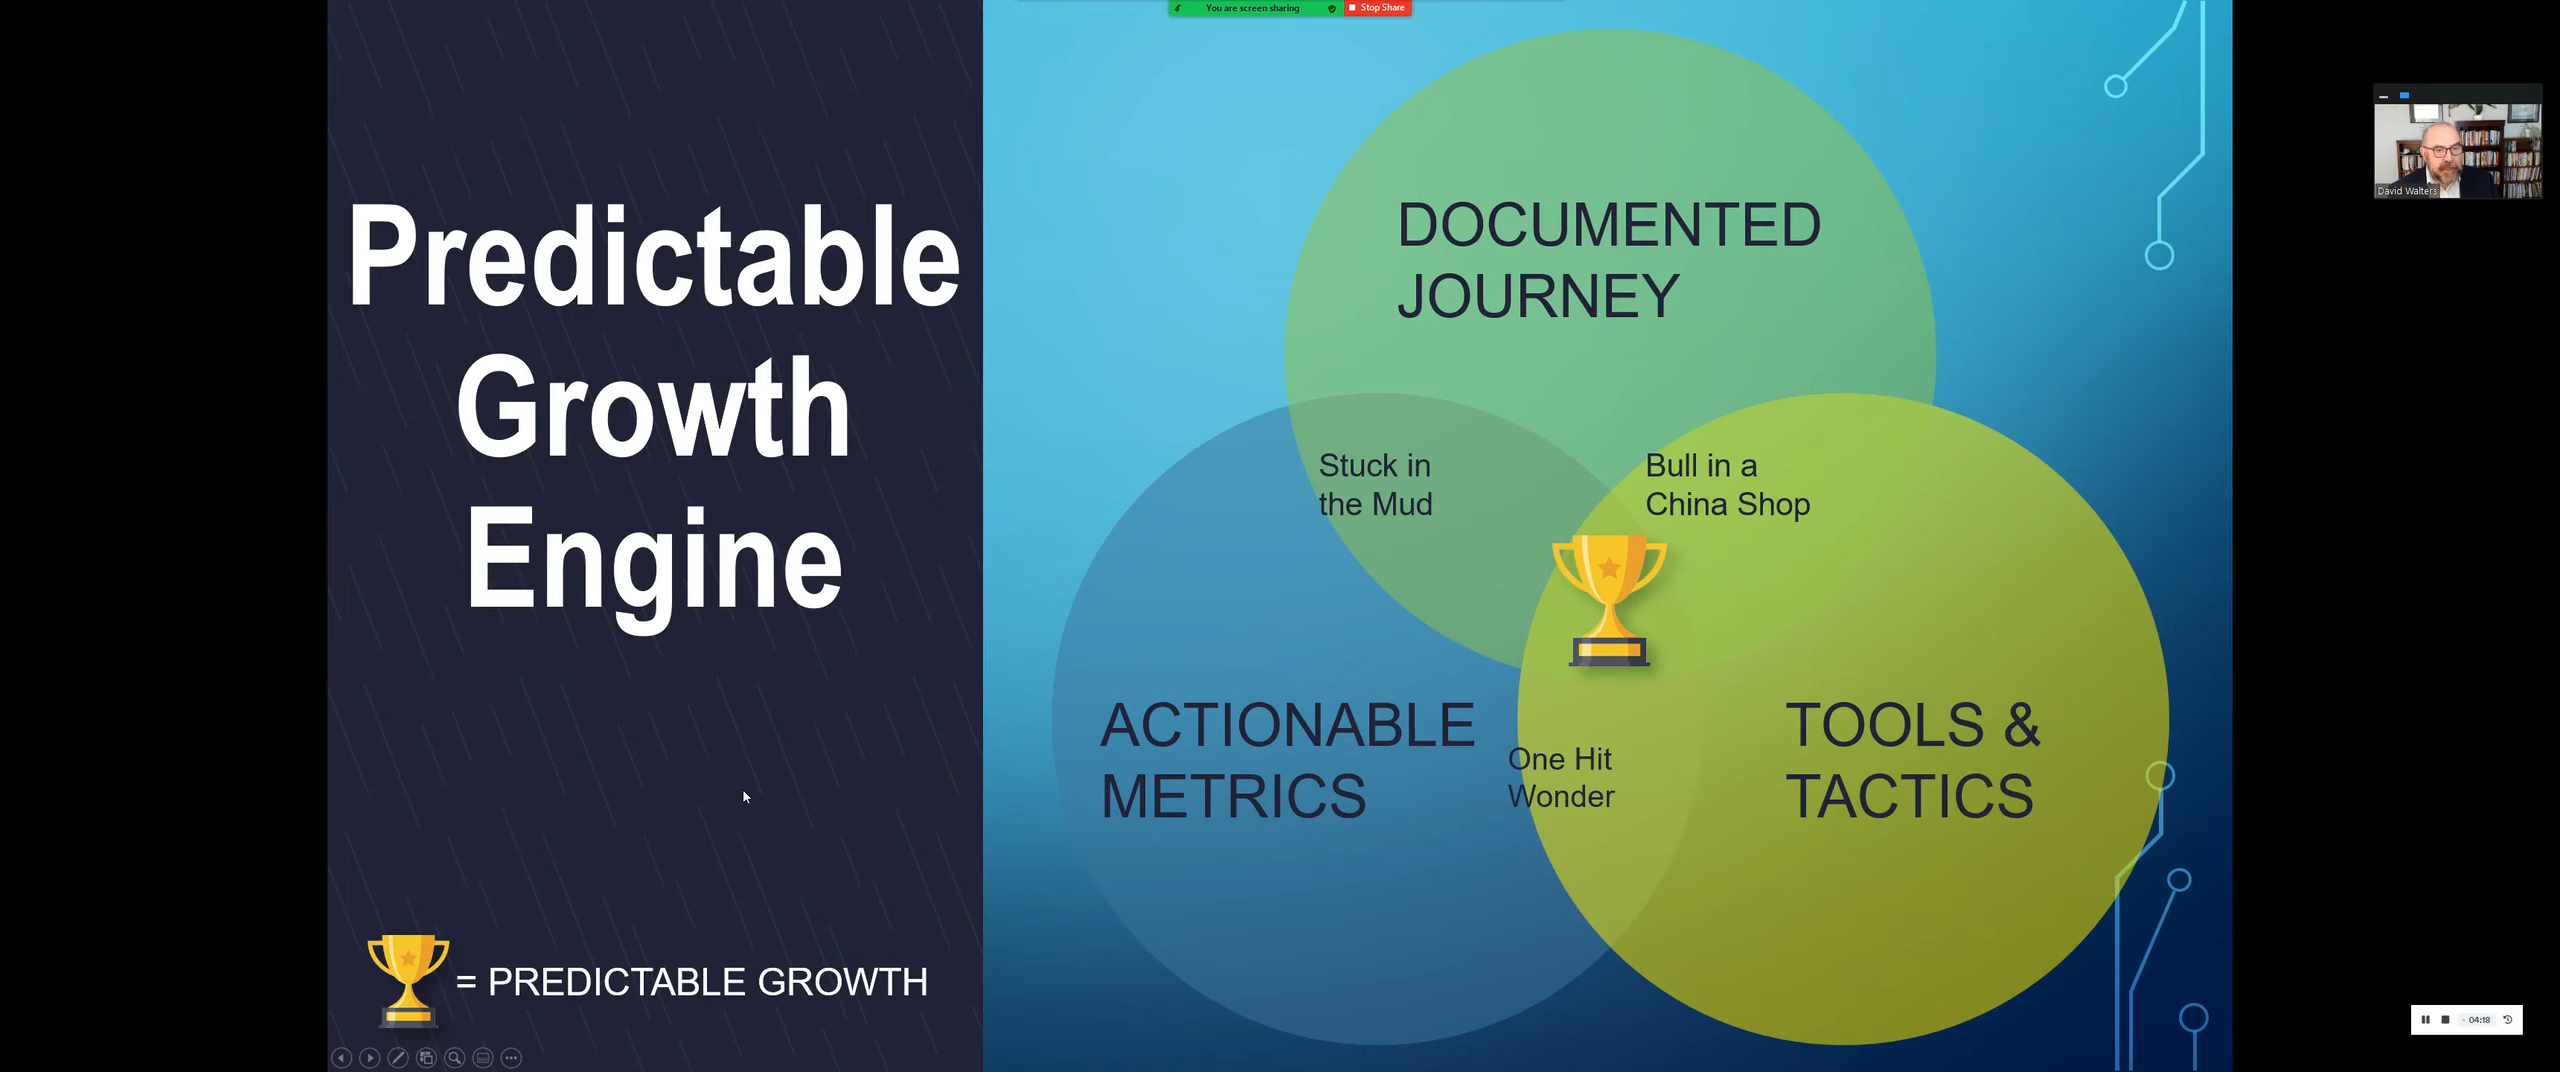 You are screen sharing
Stop Share
Predictable
Growth
Engine
= PREDICTABLE GROWTH
DOCUMENTED
JOURNEY
Stuck in
the Mud
Bull in a
China Shop
ACTIONABLE
METRICS
One Hit
Wonder
TOOLS &
TACTICS
David Walters
04:18